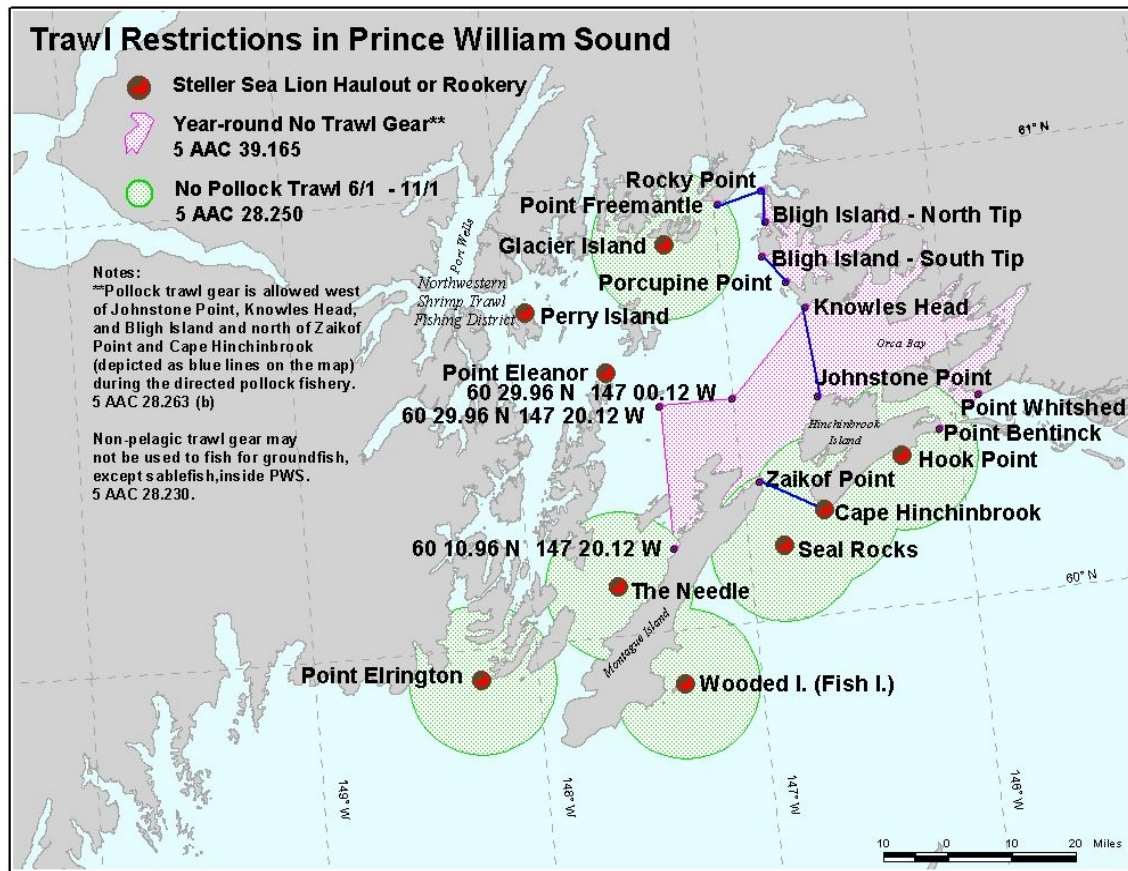 Trawl Restrictions in Prince William Sound
Steller Sea Lion Haulout or Rookery
Year-round No Trawl Gear**
5 AAC 39.165
No Pollock Trawl 6/1 - 11/1
5 AAC 28.250
Notes:
**Pollock trawl gear is allowed west
of Johnstone Point, Knowles Head,
and Bligh Island and north of Zaikof
Point and Cape Hinchinbrook
(depicted as blue lines on the map)
during the directed pollock fishery.
5 AAC 28.263 (b)
Non-pelagic trawl gear may
not be used to fish for groundfish,
except sablefish,inside PWS.
5 AAC 28.230.
61° N
Rocky Point
Point Freemantle
Bligh Island - North Tip
Glacier Island
Bligh Island - South Tip
Port Wells
Porcupine Point
Northwestern
Shrimp Trawl
Fishing District
Perry Island
Knowles Head
Orca Bay
Point Eleanor
Johnstone Point
60 29.96 N 147 00.12 W
60 29.96 N 147 20.12 W
Point Whitshed
Hinchinbrook
Island
Point Bentinck
Hook Point
Zaikof Point
Cape Hinchinbrook
60 10.96 N 147 20.12 W
Seal Rocks
60° N
The Needle
Montague Island
Point Elrington
Wooded I. (Fish I.)
149° W
148° W
147° W
146° W
10 0 10 20 Miles